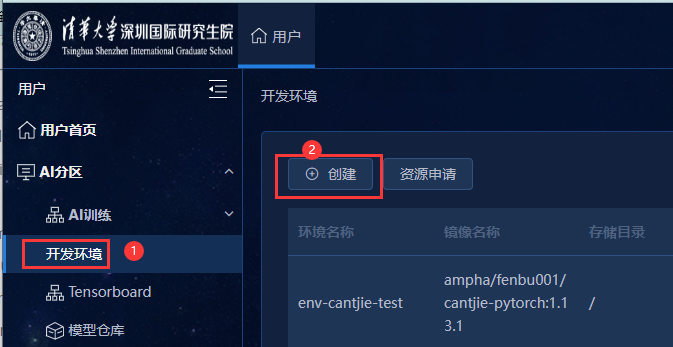 清华大学深圳国际研究生院
Tsinghua Shenzhen International Graduate School
用户
用户
用户首页
AI分区
AI训练
开发环境
1
Tensorboard
模型仓库
开发环境
2
创建
资源申请
环境名称
镜像名称
存储目录
env-cantjie-test
ampha/fenbu001/
cantjie-pytorch:1.1
3.1
/